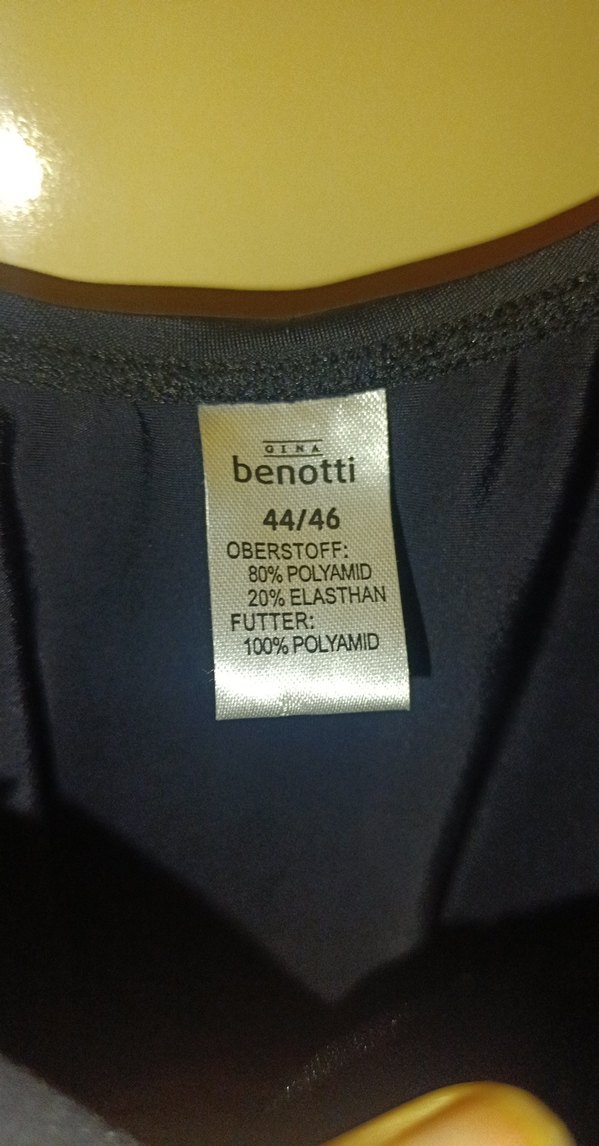 GINA
benotti
44/46
OBERSTOFF:
80% POLYAMID
20% ELASTHAN
FUTTER:
100% POLYAMID